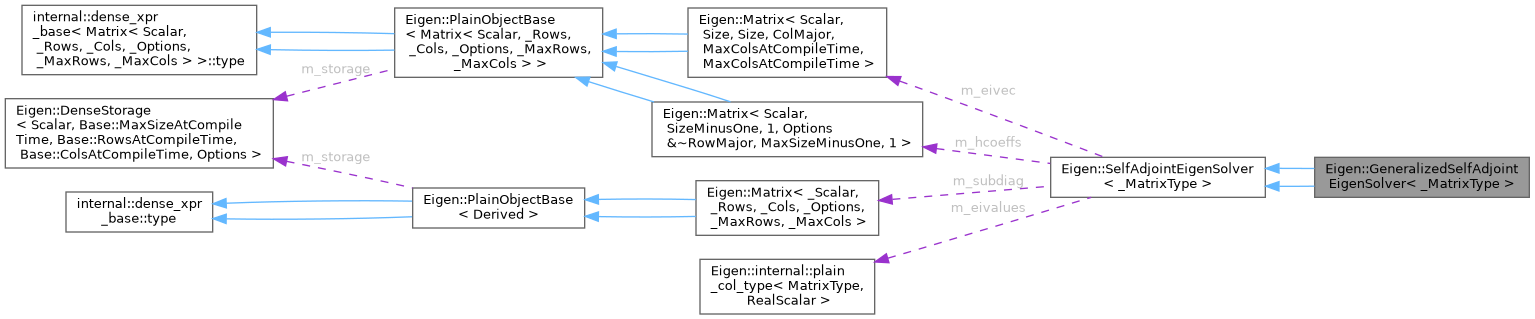 internal::dense_xpr
_base< Matrix< Scalar,
_Rows, _Cols, _Options,
_MaxRows, _MaxCols > >::type
Eigen::DenseStorage
< Scalar, Base::MaxSizeAtCompile
Time, Base::RowsAtCompileTime,
Base::ColsAtCompileTime, Options >
internal::dense_xpr
_base::type
m_storage
m_storage
Eigen::PlainObjectBase
< Matrix< Scalar, _Rows,
_Cols, _Options, _MaxRows,
_MaxCols > >
Eigen::PlainObjectBase
< Derived >
Eigen::Matrix< Scalar,
Size, Size, ColMajor,
MaxColsAtCompileTime,
MaxColsAtCompileTime >
Eigen::Matrix< Scalar,
SizeMinusOne, 1, Options
&~RowMajor, MaxSizeMinusOne, 1 >
Eigen::Matrix< _Scalar,
_Rows, _Cols, _Options,
_MaxRows, _MaxCols >
Eigen::internal::plain
_col_type< MatrixType,
RealScalar >
m_eivec
m_hcoeffs
m_subdiag
m_eivalues
Eigen::SelfAdjointEigenSolver
< _MatrixType >
Eigen::GeneralizedSelfAdjoint
EigenSolver< _MatrixType >